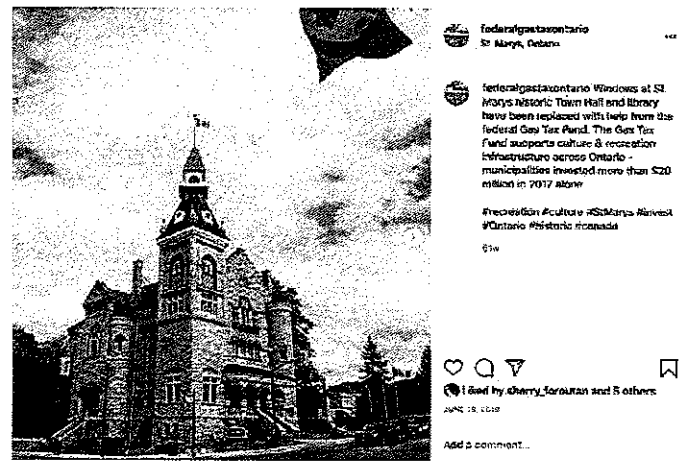 federalgastaxontario
St. Marys, Ontario
federalgastaxontario Windows at St.
Marys historic Town Hall and library
have been replaced with help from the
federal Gas Tax Fund. The Gas Tax
Fund supports culture & recreation
infrastructure across Ontario -
municipalities invested more than $20
million in 2017 alone
#recreation #culture #StMarys #invest
#Ontario #historic #canada
61w
Liked by sherry_foroutan and 5 others
Add a comment...